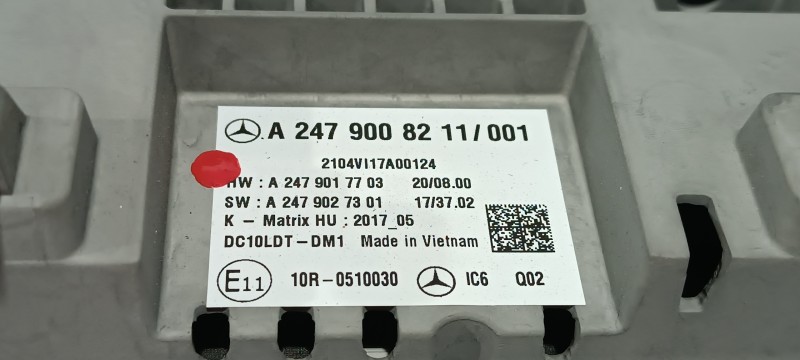 A 247 900 82 11/001
2104VI17A00124
HW : A 247 901 77 03 20/08.00
SW : A 247 902 73 01 17/37.02
K - Matrix HU : 2017_05
DC10LDT-DM1 Made in Vietnam
E11 10R-0510030 IC6 Q02